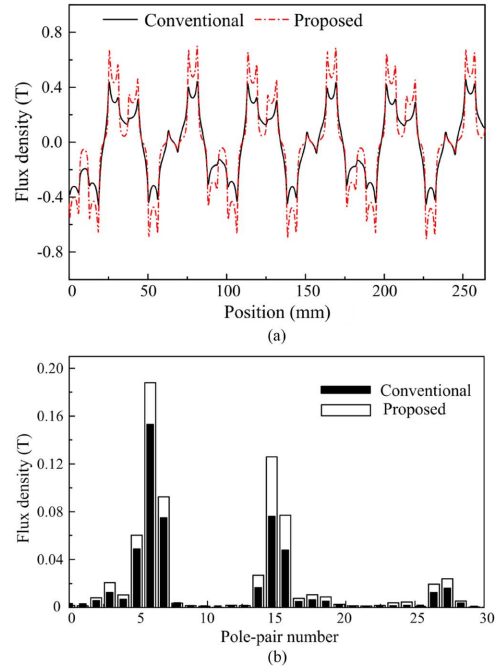 (a)
Conventional Proposed
Flux density (T)
0.8
0.4
0.0
-0.4
-0.8
0 50 100 150 200 250
Position (mm)
(a)
Flux density (T)
0.20
0.16
0.12
0.08
0.04
0
Conventional
Proposed
0 5 10 15 20 25 30
Pole-pair number
(b)